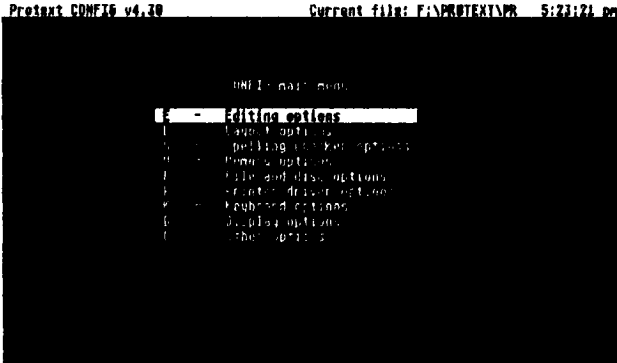 Protext CONFIG v4.30 Current file: F:\PROTEXT\PR 5:23:21 pm
CONFIG main menu
E - Editing options
L - Layout options
S - Spelling checker options
M - Memory options
F - File and disc options
P - Printer driver options
K - Keyboard options
D - Display options
O - Other options